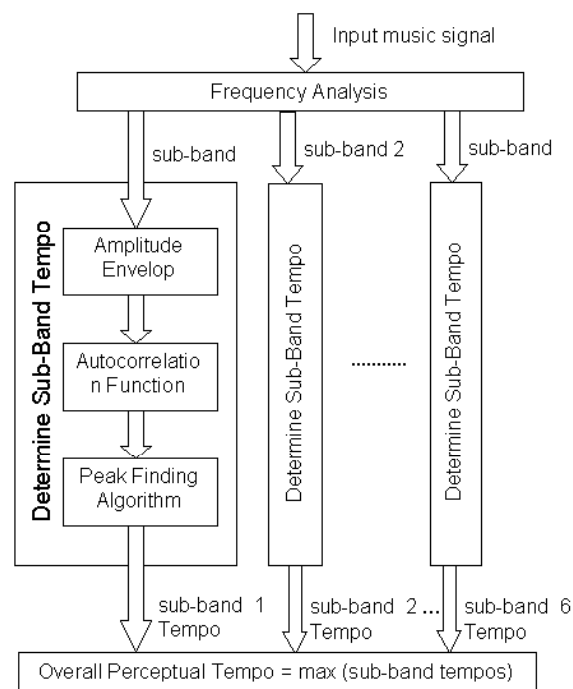 Input music signal
Frequency Analysis
sub-band
sub-band 2
sub-band
Determine Sub-Band Tempo
Amplitude
Envelop
Autocorrelatio
n Function
Peak Finding
Algorithm
Determine Sub-Band Tempo
...........
Determine Sub-Band Tempo
sub-band 1
Tempo
sub-band 2 ...
Tempo
sub-band 6
Tempo
Overall Perceptual Tempo = max (sub-band tempos)